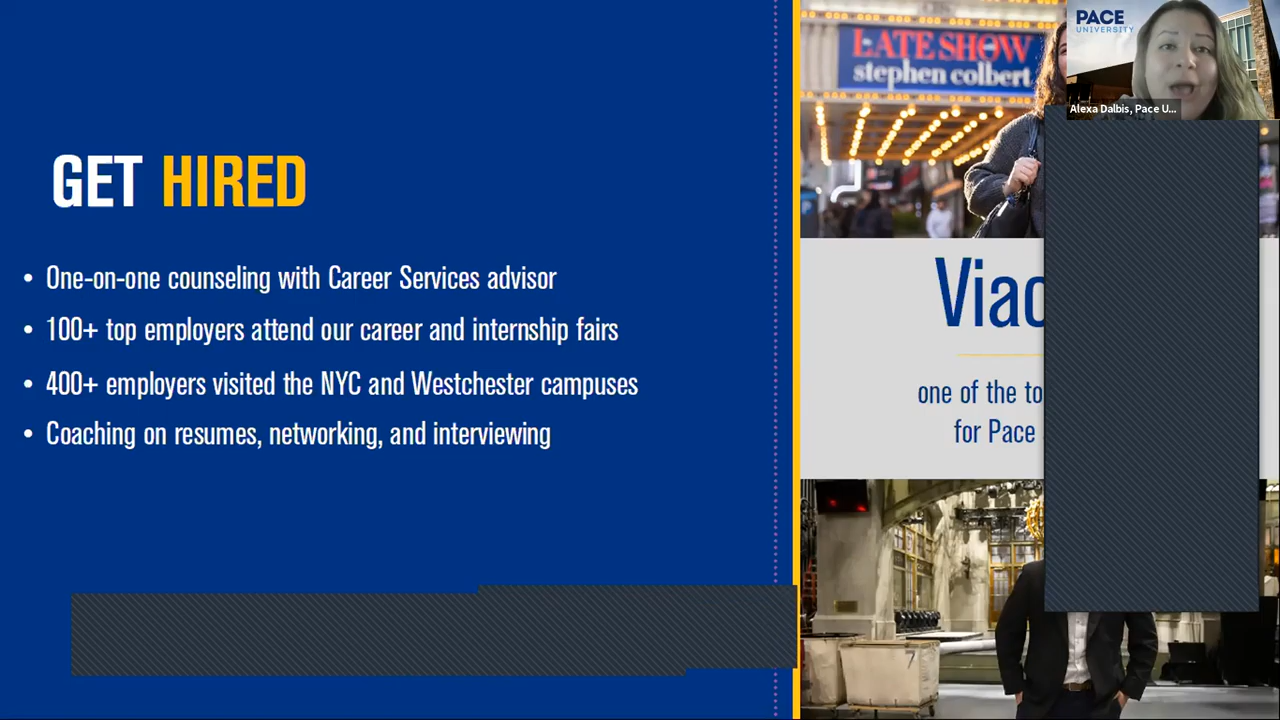 GET HIRED
• One-on-one counseling with Career Services advisor
• 100+ top employers attend our career and internship fairs
• 400+ employers visited the NYC and Westchester campuses
• Coaching on resumes, networking, and interviewing
LATE SHOW
stephen colbert
one of the
for Pace
PACE
UNIVERSITY
Alexa Dalbis, Pace U...
7